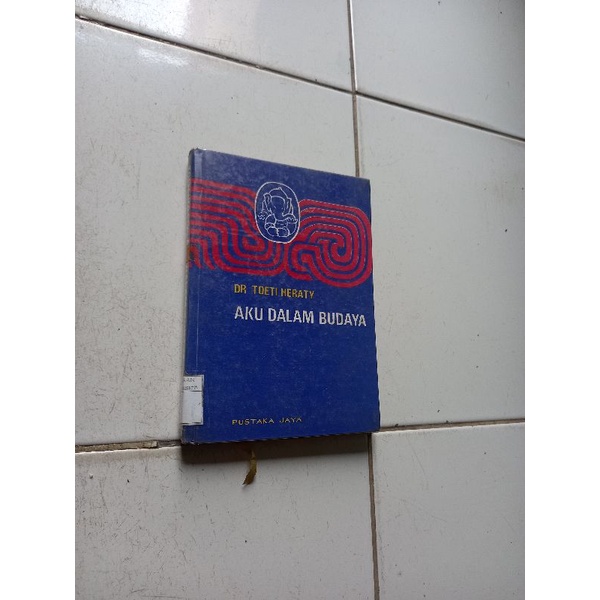 DR TOETI HERATY
AKU DALAM BUDAYA
PUSTAKA JAYA